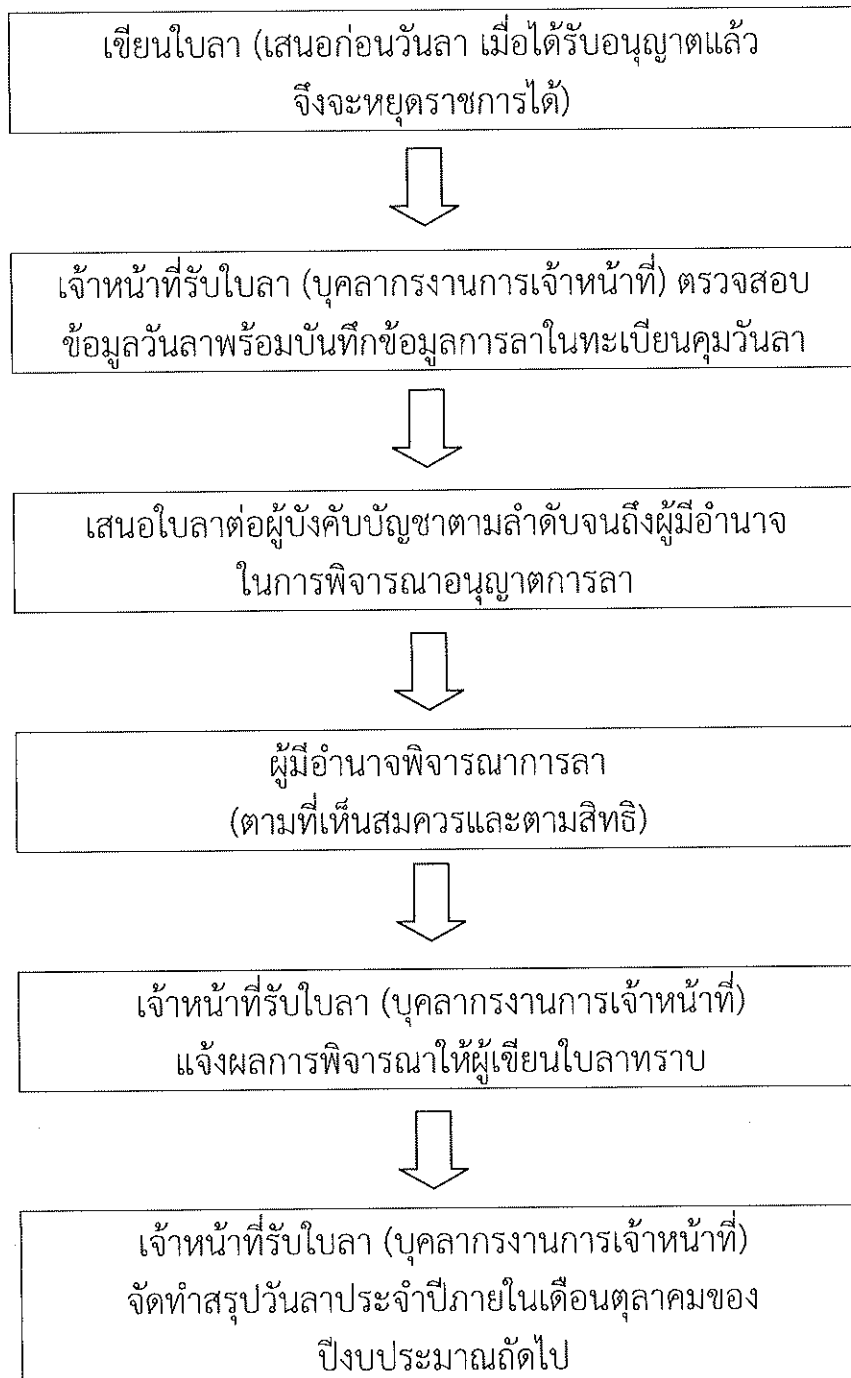 เขียนใบลา (เสนอก่อนวันลา เมื่อได้รับอนุญาตแล้ว
จึงจะหยุดราชการได้)
เจ้าหน้าที่รับใบลา (บุคลากรงานการเจ้าหน้าที่) ตรวจสอบ
ข้อมูลวันลาพร้อมบันทึกข้อมูลการลาในทะเบียนคุมวันลา
เสนอใบลาต่อผู้บังคับบัญชาตามลำดับจนถึงผู้มีอำนาจ
ในการพิจารณาอนุญาตการลา
ผู้มีอำนาจพิจารณาการลา
(ตามที่เห็นสมควรและตามสิทธิ)
เจ้าหน้าที่รับใบลา (บุคลากรงานการเจ้าหน้าที่)
แจ้งผลการพิจารณาให้ผู้เขียนใบลาทราบ
เจ้าหน้าที่รับใบลา (บุคลากรงานการเจ้าหน้าที่)
จัดทำสรุปวันลาประจำปีภายในเดือนตุลาคมของ
ปีงบประมาณถัดไป